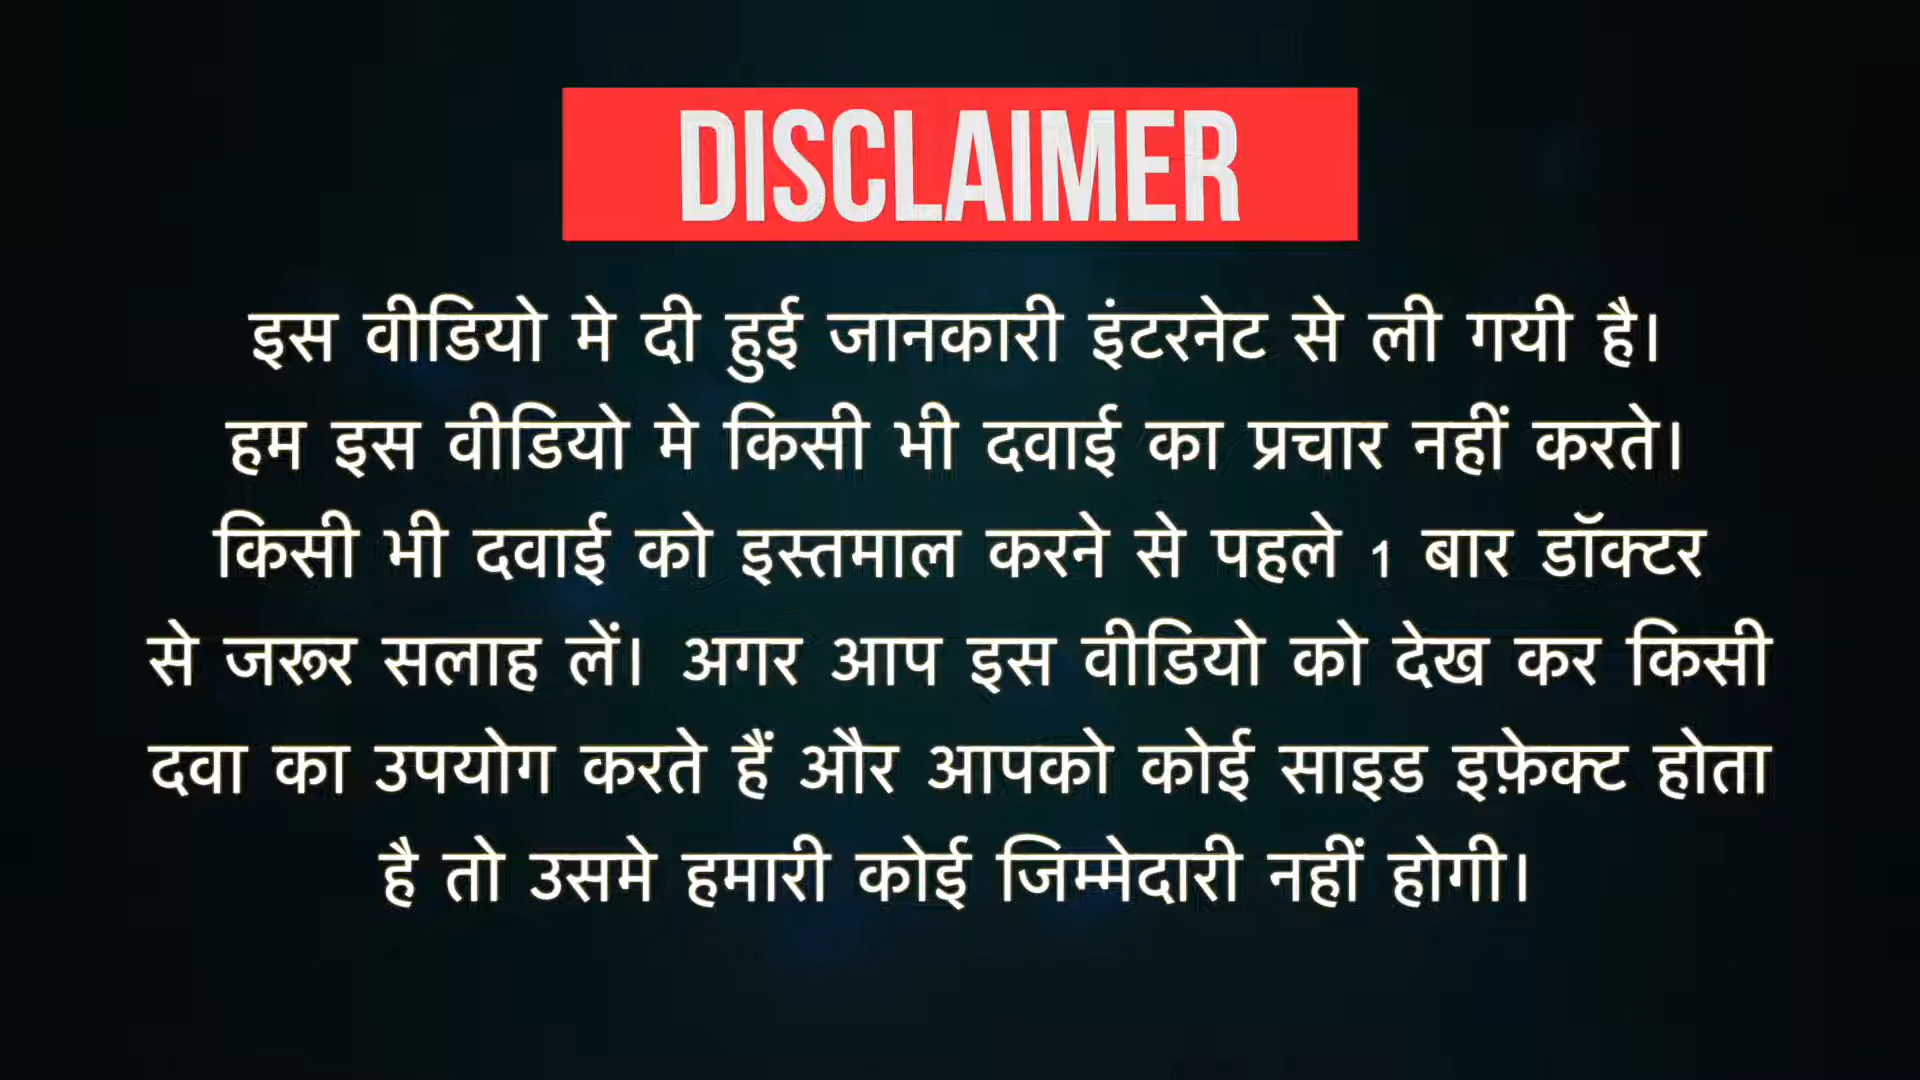 DISCLAIMER
इस वीडियो मे दी हुई जानकारी इंटरनेट से ली गयी है।
हम इस वीडियो मे किसी भी दवाई का प्रचार नहीं करते।
किसी भी दवाई को इस्तमाल करने से पहले 1 बार डॉक्टर
से जरूर सलाह लें। अगर आप इस वीडियो को देख कर किसी
दवा का उपयोग करते हैं और आपको कोई साइड इफ़ेक्ट होता
है तो उसमे हमारी कोई जिम्मेदारी नहीं होगी।